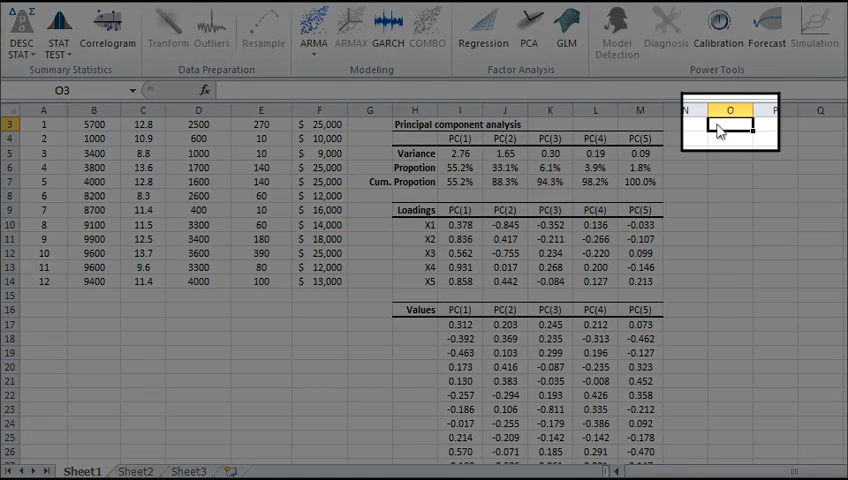 DESC STAT TEST Correlogram Tranform Outliers Resample ARMA ARMAX GARCH COMBO Regression PCA GLM Model Detection Diagnosis Calibration Forecast Simulation
Summary Statistics Data Preparation Modeling Factor Analysis Power Tools
O3 fx
A B C D E F G H I J K L M N O P Q
3 1 5700 12.8 2500 270 $ 25,000 Principal component analysis
4 2 1000 10.9 600 10 $ 10,000 PC(1) PC(2) PC(3) PC(4) PC(5)
5 3 3400 8.8 1000 10 $ 9,000 Variance 2.76 1.65 0.30 0.19 0.09
6 4 3800 13.6 1700 140 $ 25,000 Propotion 55.2% 33.1% 6.1% 3.9% 1.8%
7 5 4000 12.8 1600 140 $ 25,000 Cum. Propotion 55.2% 88.3% 94.3% 98.2% 100.0%
8 6 8200 8.3 2600 60 $ 12,000
9 7 8700 11.4 400 10 $ 16,000 Loadings PC(1) PC(2) PC(3) PC(4) PC(5)
10 8 9100 11.5 3300 60 $ 14,000 X1 0.378 -0.845 -0.352 0.136 -0.033
11 9 9900 12.5 3400 180 $ 18,000 X2 0.836 0.417 -0.211 -0.266 -0.107
12 10 9600 13.7 3600 390 $ 25,000 X3 0.562 -0.755 0.234 -0.220 0.099
13 11 9600 9.6 3300 80 $ 12,000 X4 0.931 0.017 0.268 0.200 -0.146
14 12 9400 11.4 4000 100 $ 13,000 X5 0.858 0.442 -0.084 0.127 0.213
15
16 Values PC(1) PC(2) PC(3) PC(4) PC(5)
17 0.312 0.203 0.245 0.212 0.073
18 -0.392 0.369 0.235 -0.313 -0.462
19 -0.463 0.103 0.299 0.196 -0.127
20 0.173 0.416 -0.087 -0.235 0.323
21 0.130 0.383 -0.035 -0.008 0.452
22 -0.257 -0.294 0.193 0.426 0.358
23 -0.186 0.106 -0.811 0.335 -0.212
24 -0.017 -0.255 -0.179 -0.386 0.092
25 0.214 -0.209 -0.142 -0.142 -0.178
26 0.570 -0.071 0.185 0.291 -0.470
Sheet1 Sheet2 Sheet3